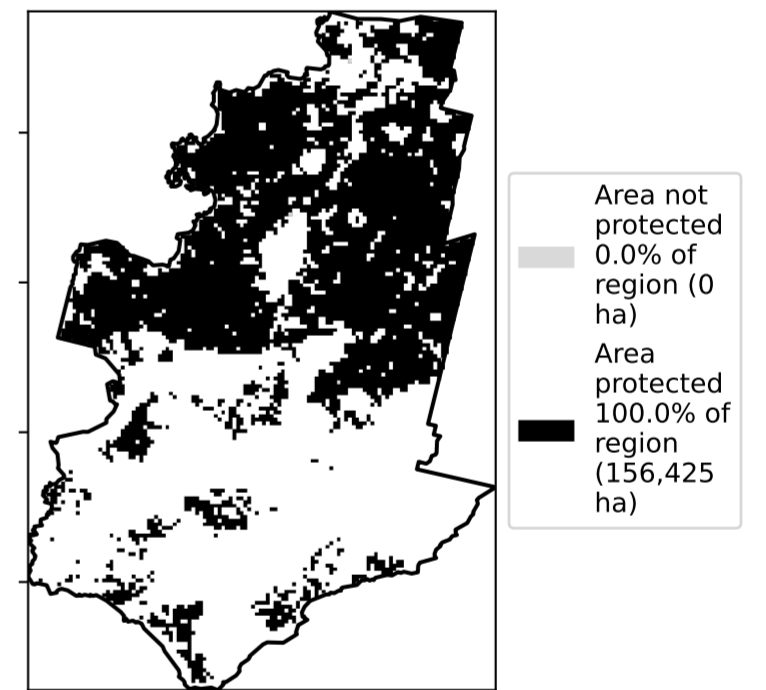 Area not
protected
0.0% of
region (0
ha)
Area
protected
100.0% of
region
(156,425
ha)